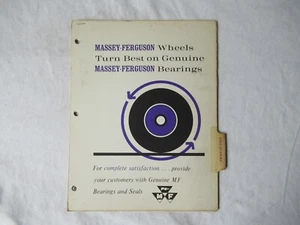 MASSEY-FERGUSON Wheels
Turn Best on Genuine
MASSEY-FERGUSON Bearings
For complete satisfaction . . . provide
your customers with Genuine MF
Bearings and Seals
MF